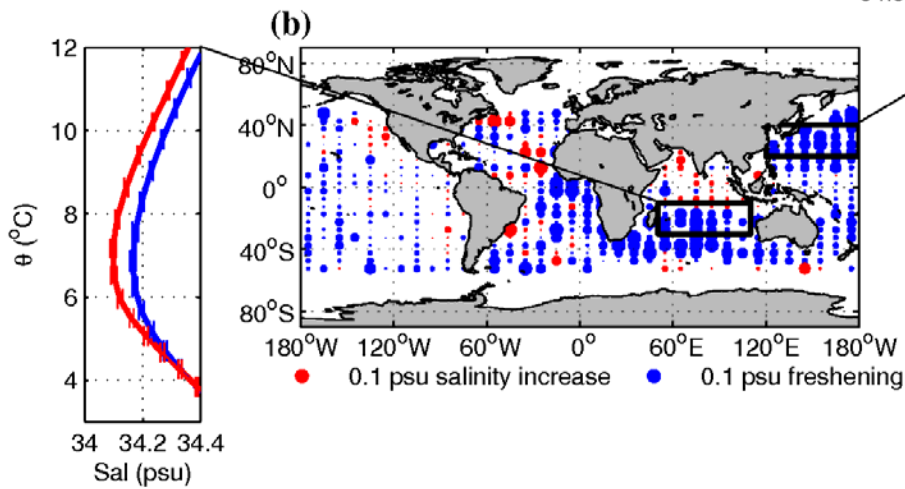 (b)
12
10
8
6
4
θ (°C)
34 34.2 34.4
Sal (psu)
80°N
40°N
0°
40°S
80°S
180°W 120°W 60°W 0° 60°E 120°E 180°W
0.1 psu salinity increase 0.1 psu freshening